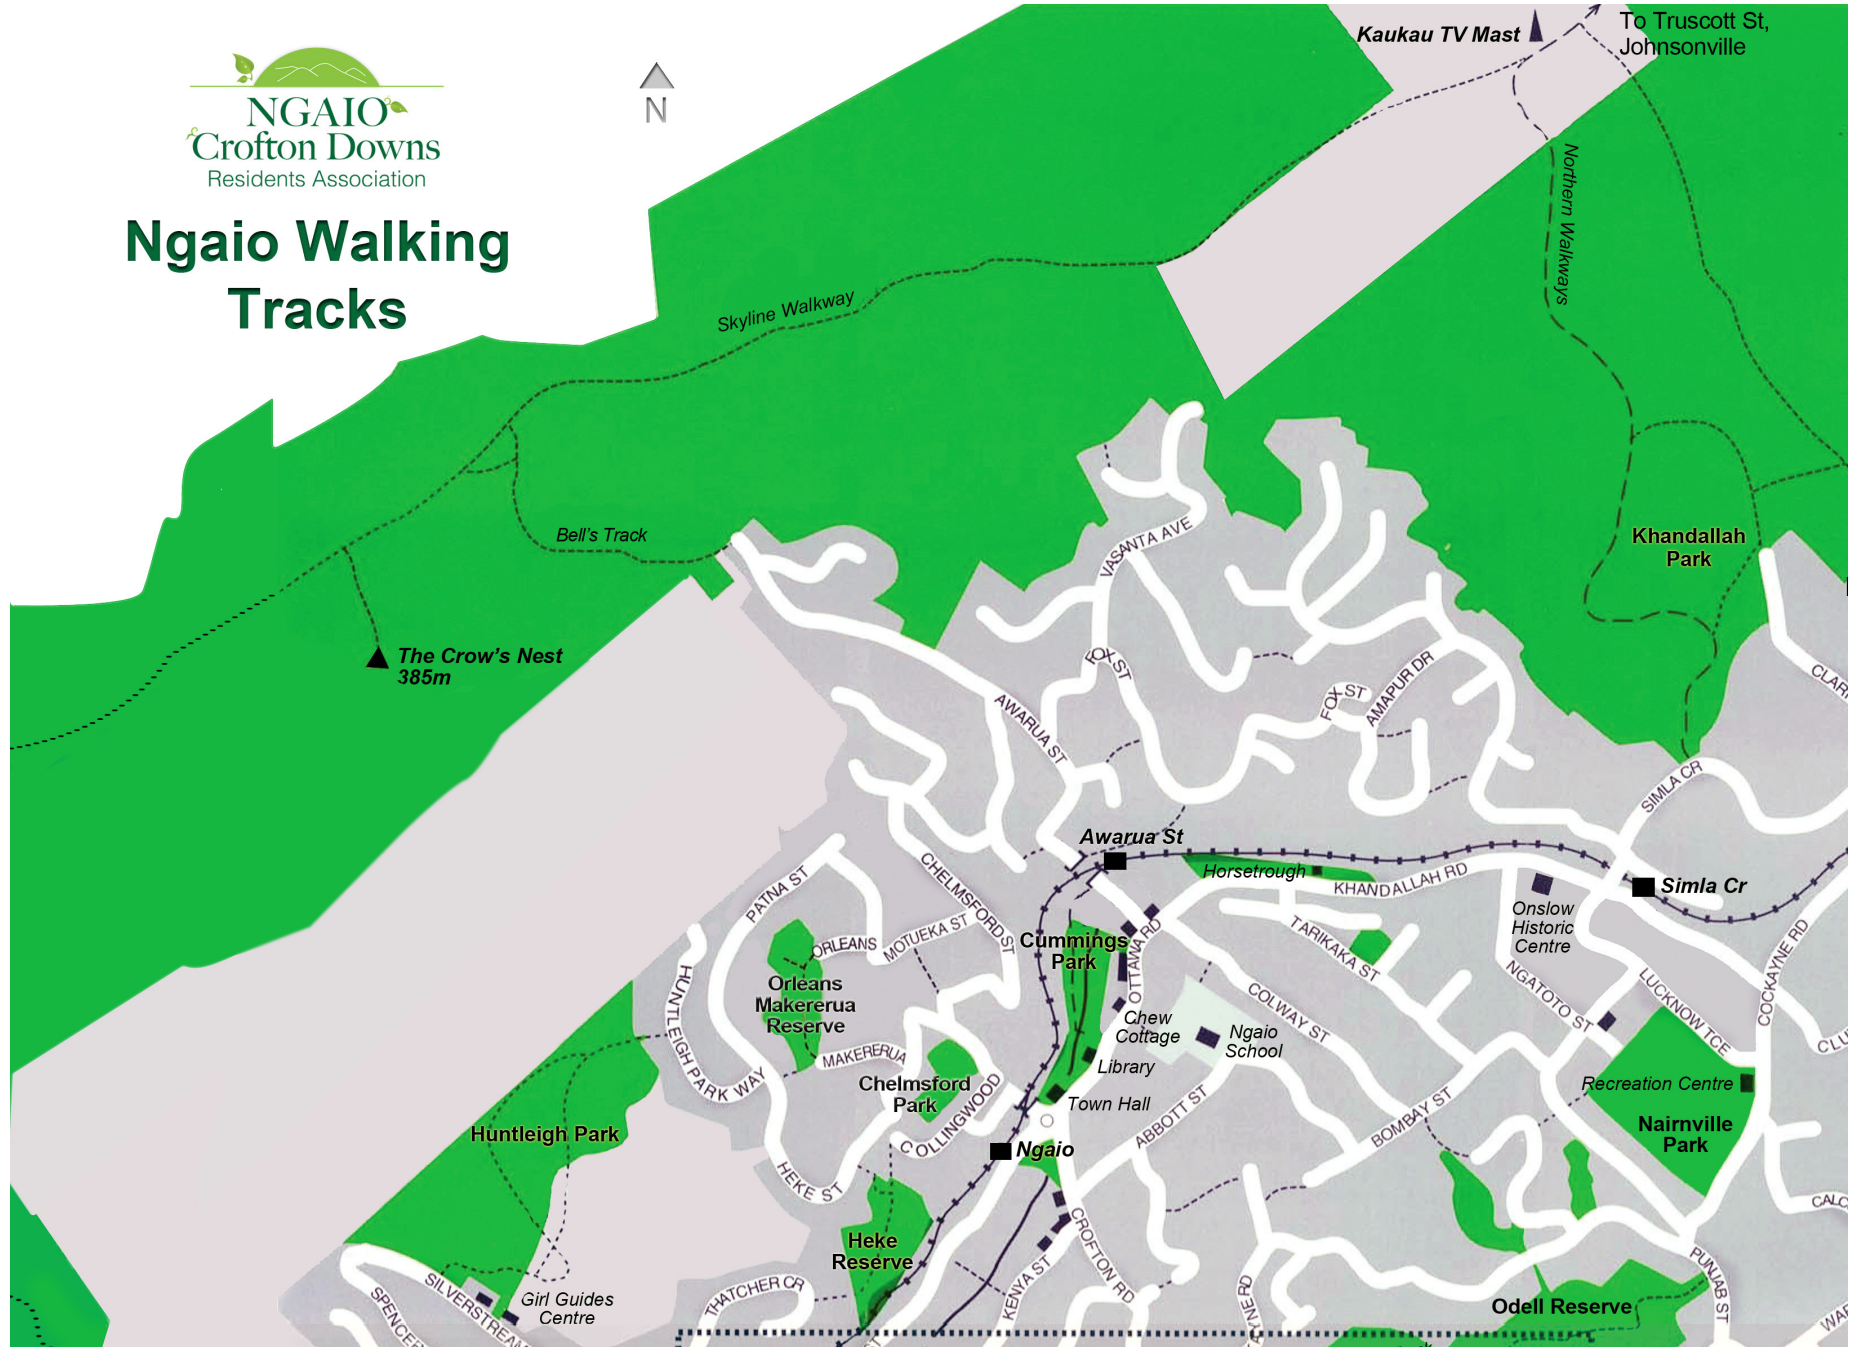 NGAIO
Crofton Downs
Residents Association
Ngaio Walking
Tracks
N
Kaukau TV Mast
To Truscott St,
Johnsonville
Northern Walkways
Skyline Walkway
Bell's Track
The Crow's Nest
385m
Khandallah
Park
VASANTA AVE
FOX ST
FOX ST
AMAPUR DR
AWARUA ST
SIMLA CR
Awarua St
Horsetrough
KHANDALLAH RD
Simla Cr
Onslow
Historic
Centre
PATNA ST
CHELMSFORD ST
ORLEANS
MOTUEKA ST
Cummings
Park
OTTAWA RD
TARIKAKA ST
NGATOTO ST
LUCKNOW TCE
COCKAYNE RD
HUNTLEIGH PARK WAY
Orleans
Makererua
Reserve
MAKERERUA
COLWAY ST
Chew
Cottage
Ngaio
School
Library
Town Hall
Chelmsford
Park
COLLINGWOOD
ABBOTT ST
BOMBAY ST
Recreation Centre
Nairnville
Park
Huntleigh Park
Ngaio
HEKE ST
Heke
Reserve
CROFTON RD
KENYA ST
THATCHER CR
SILVERSTREAM
Girl Guides
Centre
Odell Reserve
PUNJAB ST